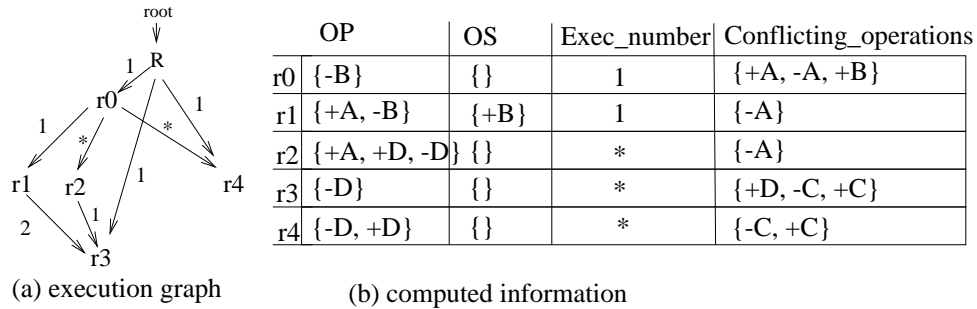 root
R
1
r0
1
1
*
*
1
r1
r2
r4
2
1
r3
(a) execution graph
OP OS Exec_number Conflicting_operations
r0 {-B} {} 1 {+A, -A, +B}
r1 {+A, -B} {+B} 1 {-A}
r2 {+A, +D, -D} {} * {-A}
r3 {-D} {} * {+D, -C, +C}
r4 {-D, +D} {} * {-C, +C}
(b) computed information